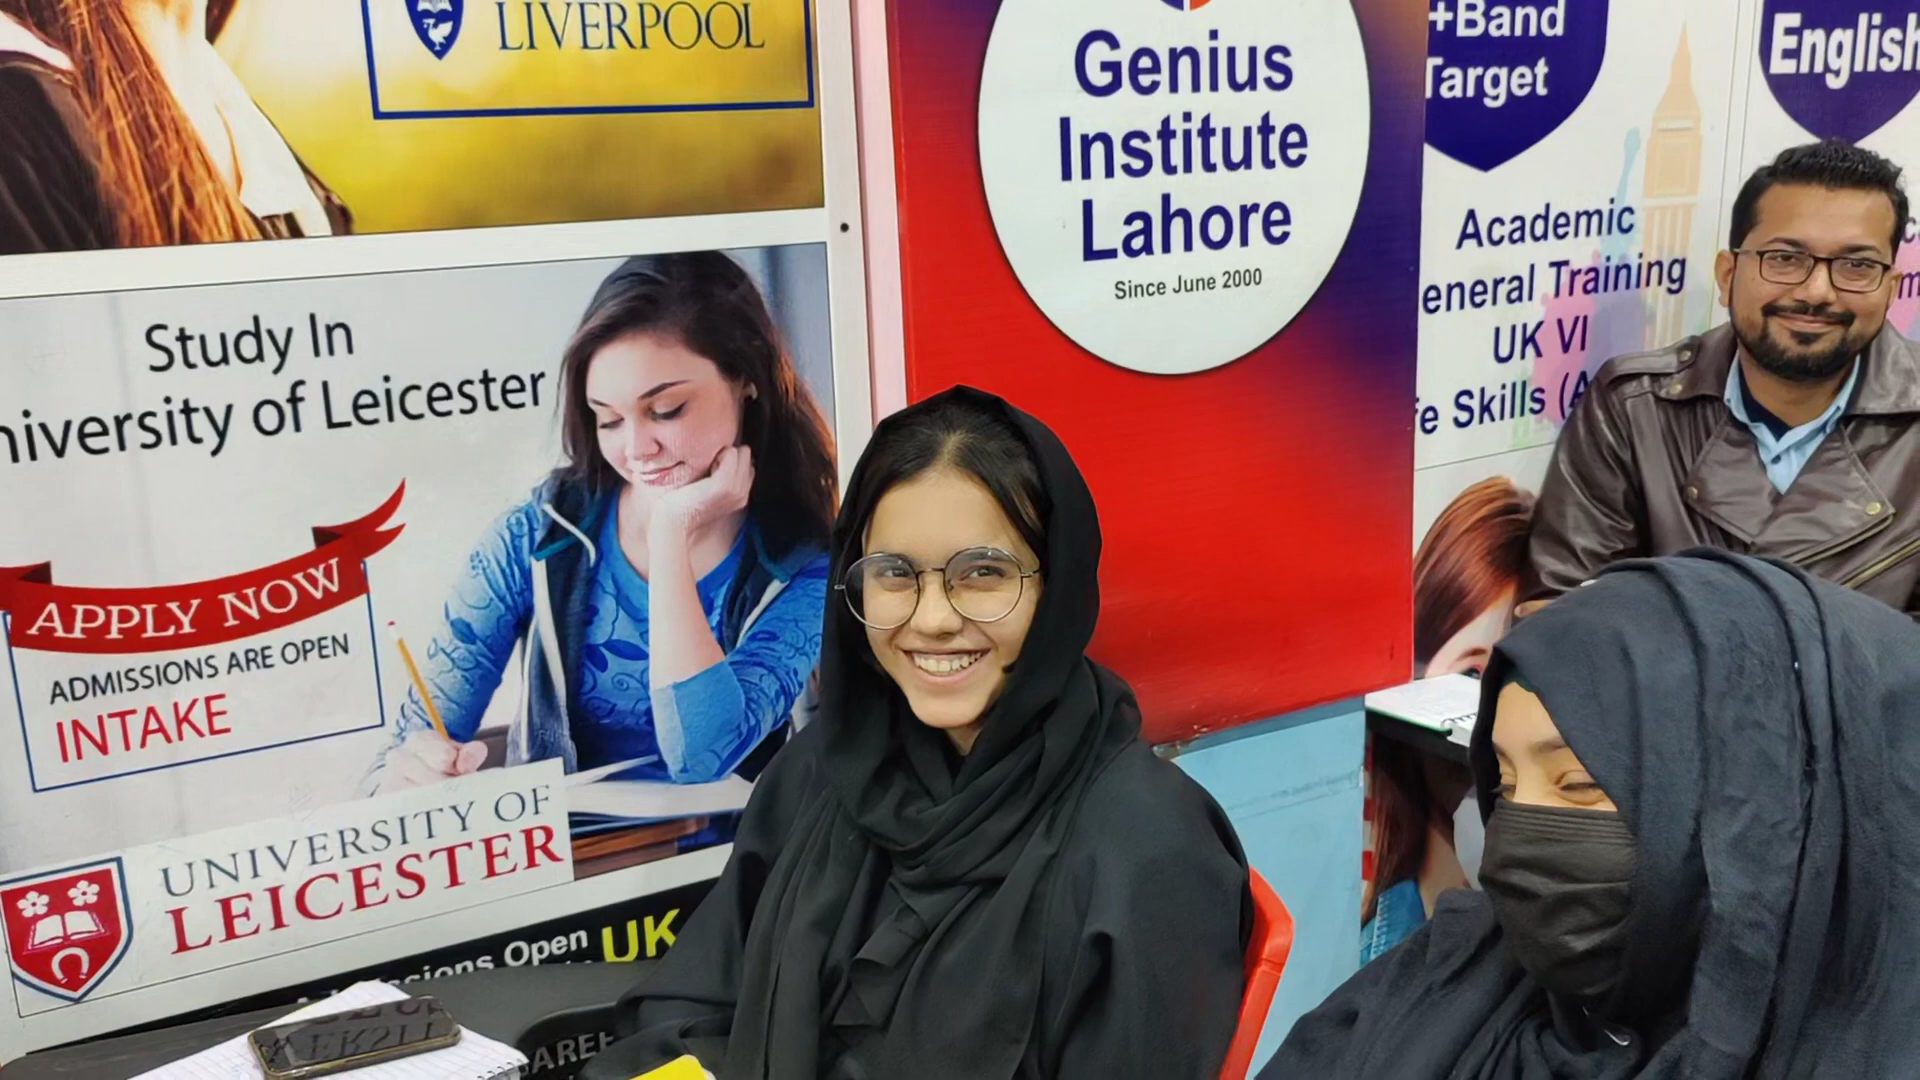 LIVERPOOL
Study In
niversity of Leicester
APPLY NOW
ADMISSIONS ARE OPEN
INTAKE
UNIVERSITY OF
LEICESTER
Open
UK
Genius
Institute
Lahore
Since June 2000
+Band
Target
Academic
eneral Training
UK VI
e Skills (A
English